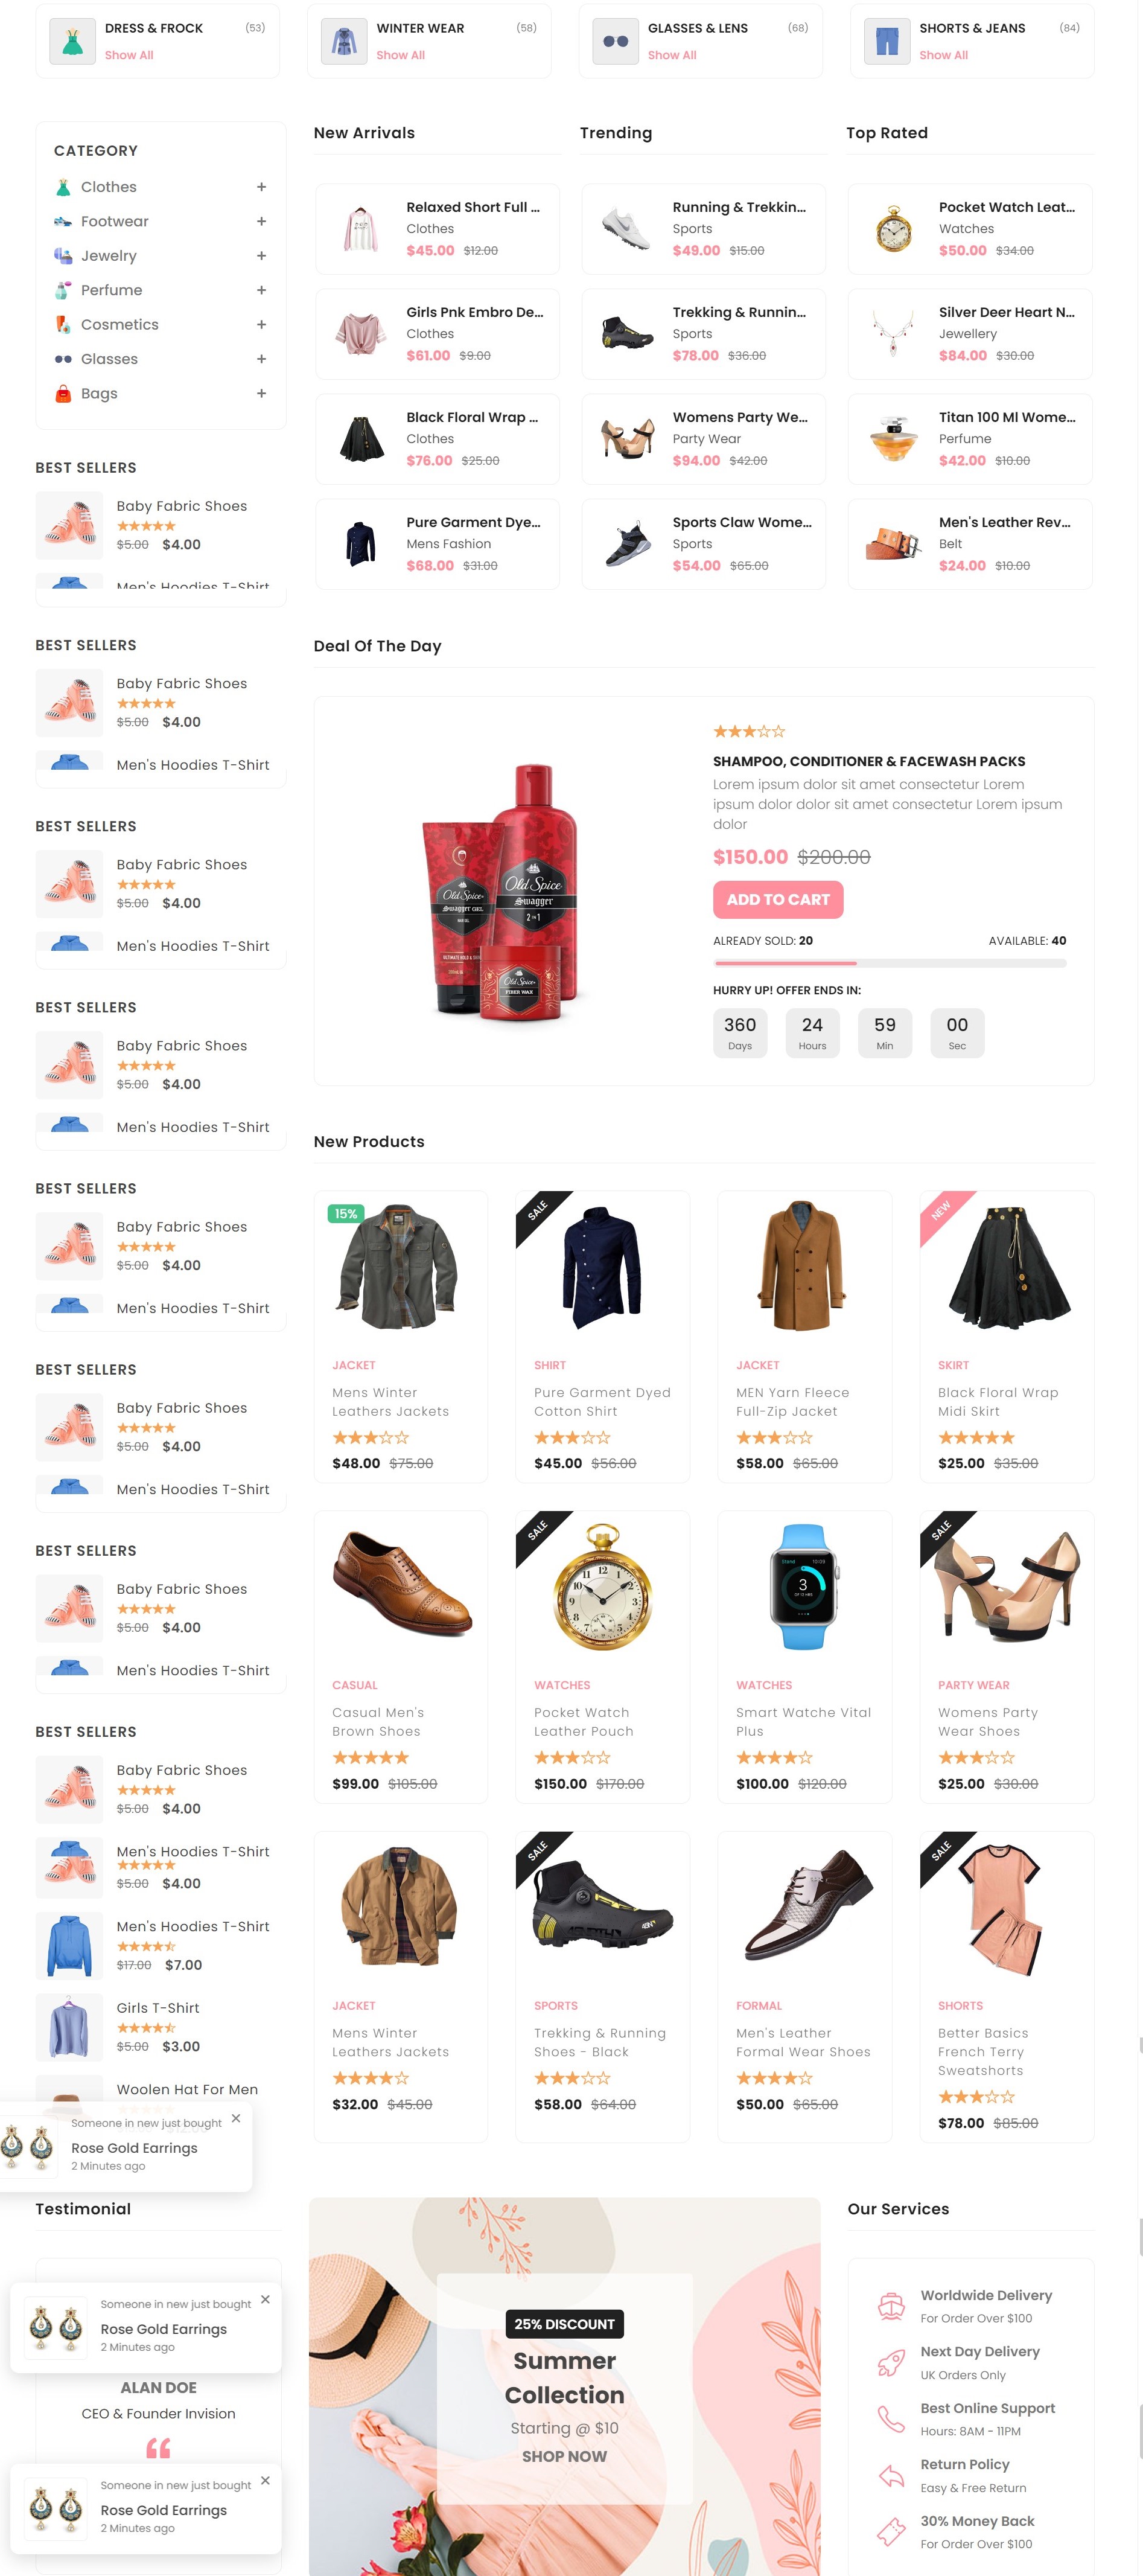 DRESS & FROCK (53)
Show All
WINTER WEAR (58)
Show All
GLASSES & LENS (68)
Show All
SHORTS & JEANS (84)
Show All
CATEGORY
Clothes +
Footwear +
Jewelry +
Perfume +
Cosmetics +
Glasses +
Bags +
BEST SELLERS
Baby Fabric Shoes
$5.00 $4.00
Men's Hoodies T-Shirt
BEST SELLERS
Baby Fabric Shoes
$5.00 $4.00
Men's Hoodies T-Shirt
BEST SELLERS
Baby Fabric Shoes
$5.00 $4.00
Men's Hoodies T-Shirt
BEST SELLERS
Baby Fabric Shoes
$5.00 $4.00
Men's Hoodies T-Shirt
BEST SELLERS
Baby Fabric Shoes
$5.00 $4.00
Men's Hoodies T-Shirt
BEST SELLERS
Baby Fabric Shoes
$5.00 $4.00
Men's Hoodies T-Shirt
BEST SELLERS
Baby Fabric Shoes
$5.00 $4.00
Men's Hoodies T-Shirt
BEST SELLERS
Baby Fabric Shoes
$5.00 $4.00
Men's Hoodies T-Shirt
$5.00 $4.00
Men's Hoodies T-Shirt
$17.00 $7.00
Girls T-Shirt
$5.00 $3.00
Woolen Hat For Men
Someone in new just bought
Rose Gold Earrings
2 Minutes ago
New Arrivals
Relaxed Short Full ...
Clothes
$45.00 $12.00
Girls Pnk Embro De...
Clothes
$61.00 $9.00
Black Floral Wrap ...
Clothes
$76.00 $25.00
Pure Garment Dye...
Mens Fashion
$68.00 $31.00
Trending
Running & Trekkin...
Sports
$49.00 $15.00
Trekking & Runnin...
Sports
$78.00 $36.00
Womens Party We...
Party Wear
$94.00 $42.00
Sports Claw Wome...
Sports
$54.00 $65.00
Top Rated
Pocket Watch Leat...
Watches
$50.00 $34.00
Silver Deer Heart N...
Jewellery
$84.00 $30.00
Titan 100 Ml Wome...
Perfume
$42.00 $10.00
Men's Leather Rev...
Belt
$24.00 $10.00
Deal Of The Day
Old Spice
Swagger GEL
HAIR GEL
Old Spice
Swagger
2 in 1
Old Spice
FIBER WAX
SHAMPOO, CONDITIONER & FACEWASH PACKS
Lorem ipsum dolor sit amet consectetur Lorem
ipsum dolor dolor sit amet consectetur Lorem ipsum
dolor
$150.00 $200.00
ADD TO CART
ALREADY SOLD: 20 AVAILABLE: 40
HURRY UP! OFFER ENDS IN:
360 24 59 00
Days Hours Min Sec
New Products
15%
JACKET
Mens Winter
Leathers Jackets
$48.00 $75.00
SALE
SHIRT
Pure Garment Dyed
Cotton Shirt
$45.00 $56.00
JACKET
MEN Yarn Fleece
Full-Zip Jacket
$58.00 $65.00
NEW
SKIRT
Black Floral Wrap
Midi Skirt
$25.00 $35.00
CASUAL
Casual Men's
Brown Shoes
$99.00 $105.00
SALE
WATCHES
Pocket Watch
Leather Pouch
$150.00 $170.00
Stand 10:09
3
WATCHES
Smart Watche Vital
Plus
$100.00 $120.00
SALE
PARTY WEAR
Womens Party
Wear Shoes
$25.00 $30.00
JACKET
Mens Winter
Leathers Jackets
$32.00 $45.00
SALE
SPORTS
Trekking & Running
Shoes - Black
$58.00 $64.00
FORMAL
Men's Leather
Formal Wear Shoes
$50.00 $65.00
SALE
SHORTS
Better Basics
French Terry
Sweatshorts
$78.00 $85.00
Testimonial
Someone in new just bought
Rose Gold Earrings
2 Minutes ago
ALAN DOE
CEO & Founder Invision
Someone in new just bought
Rose Gold Earrings
2 Minutes ago
25% DISCOUNT
Summer
Collection
Starting @ $10
SHOP NOW
Our Services
Worldwide Delivery
For Order Over $100
Next Day Delivery
UK Orders Only
Best Online Support
Hours: 8AM - 11PM
Return Policy
Easy & Free Return
30% Money Back
For Order Over $100